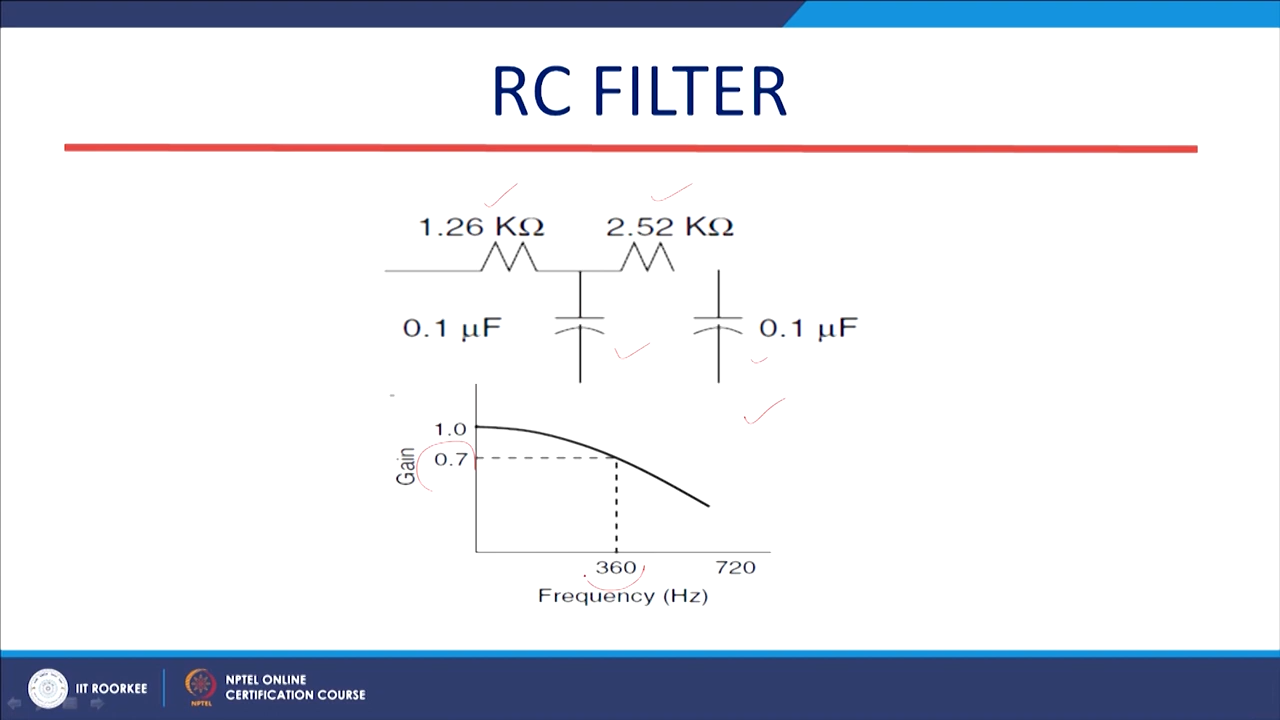 RC FILTER
1.26 KΩ 2.52 KΩ
0.1 μF 0.1 μF
1.0
0.7
Gain
360 720
Frequency (Hz)
IIT ROORKEE
NPTEL
NPTEL ONLINE
CERTIFICATION COURSE